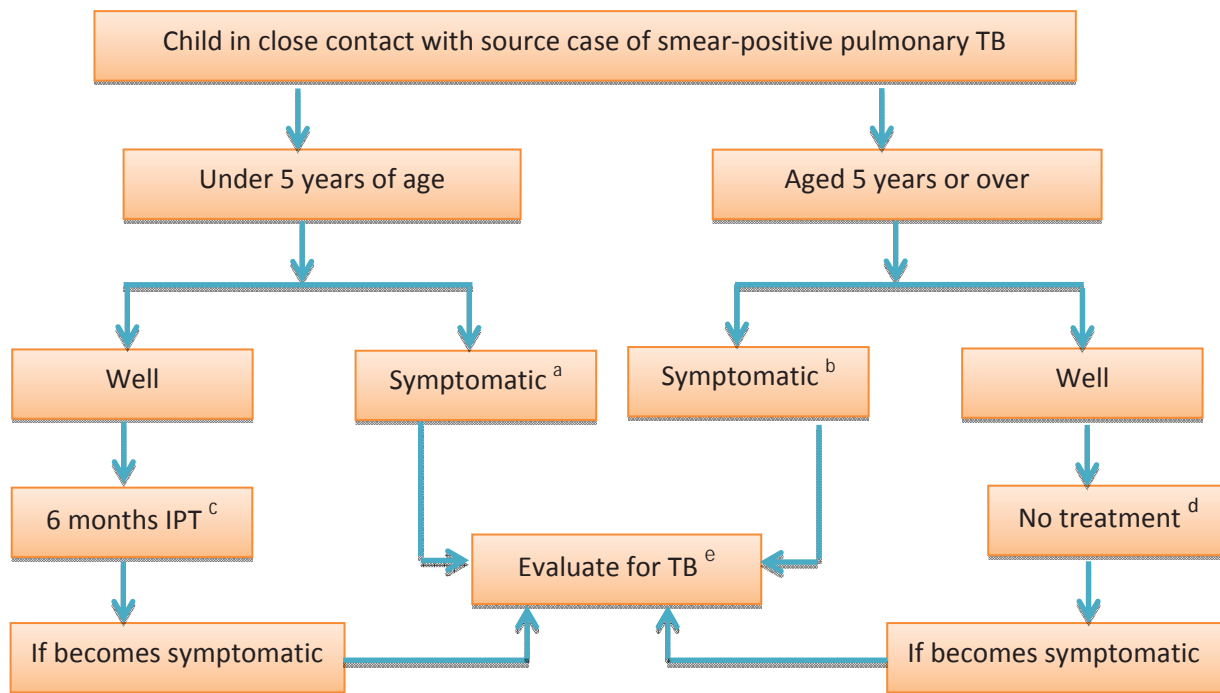 Child in close contact with source case of smear-positive pulmonary TB
Under 5 years of age
Aged 5 years or over
Well
Symptomatic a
Symptomatic b
Well
6 months IPT c
No treatment d
Evaluate for TB e
If becomes symptomatic
If becomes symptomatic